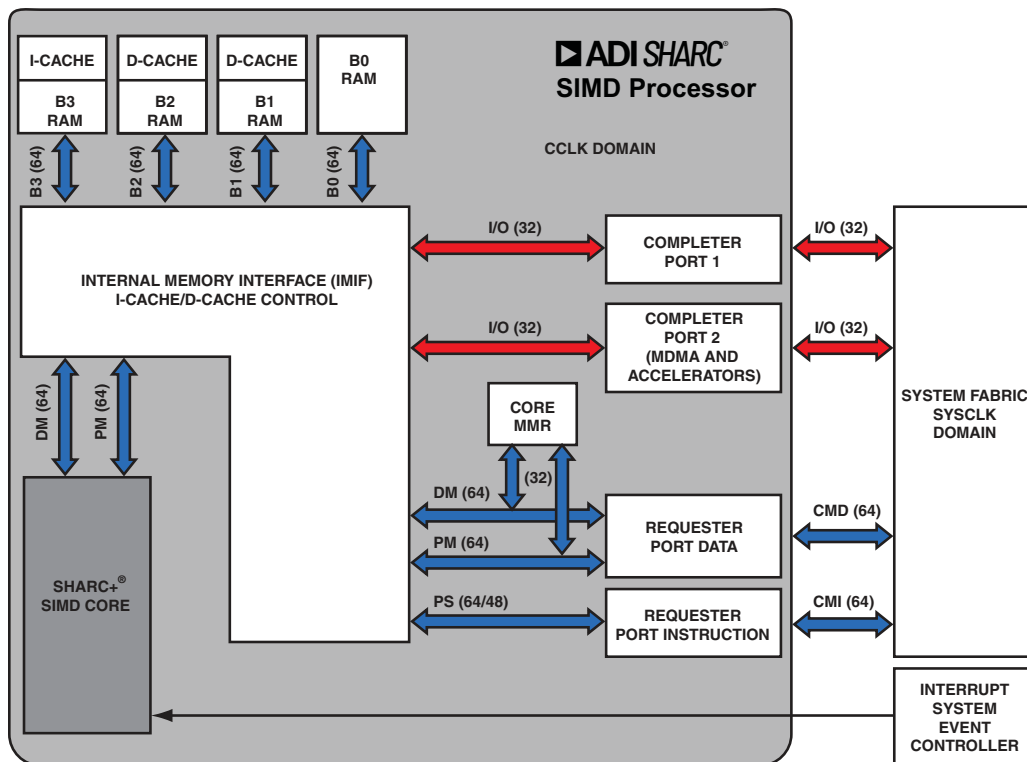 ADI SHARC®
SIMD Processor
CCLK DOMAIN
I-CACHE
B3
RAM
D-CACHE
B2
RAM
D-CACHE
B1
RAM
B0
RAM
B3 (64)
B2 (64)
B1 (64)
B0 (64)
INTERNAL MEMORY INTERFACE (IMIF)
I-CACHE/D-CACHE CONTROL
I/O (32)
COMPLETER
PORT 1
I/O (32)
I/O (32)
COMPLETER
PORT 2
(MDMA AND
ACCELERATORS)
I/O (32)
SYSTEM FABRIC
SYSCLK
DOMAIN
DM (64)
PM (64)
CORE
MMR
(32)
DM (64)
PM (64)
REQUESTER
PORT DATA
CMD (64)
PS (64/48)
REQUESTER
PORT INSTRUCTION
CMI (64)
SHARC+®
SIMD CORE
INTERRUPT
SYSTEM
EVENT
CONTROLLER